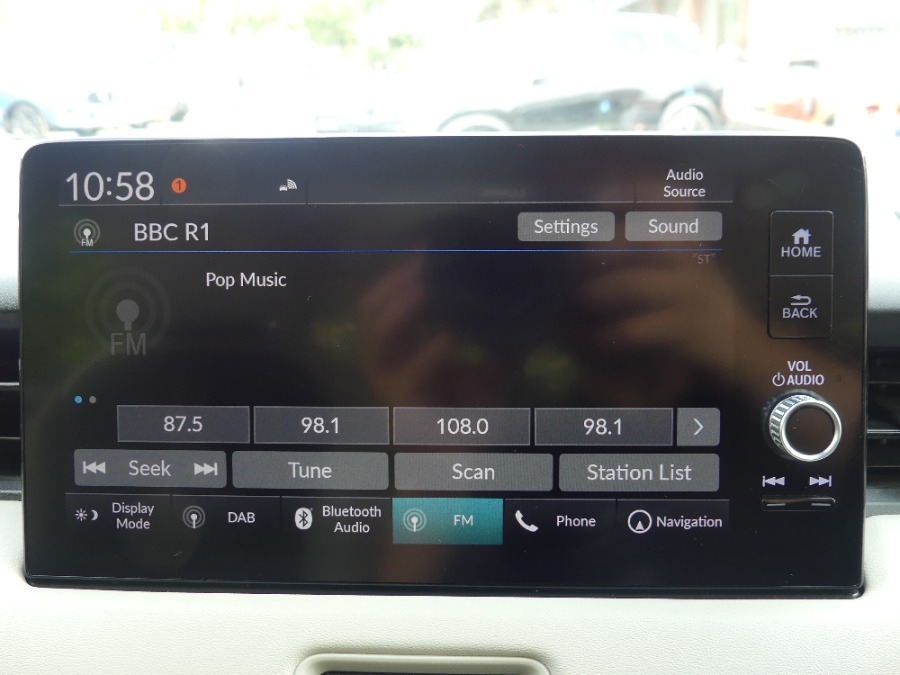 10:58
1
Audio
Source
FM
BBC R1
Settings
Sound
"ST"
Pop Music
FM
HOME
BACK
VOL
AUDIO
87.5
98.1
108.0
98.1
Seek
Tune
Scan
Station List
Display
Mode
DAB
Bluetooth
Audio
FM
Phone
Navigation